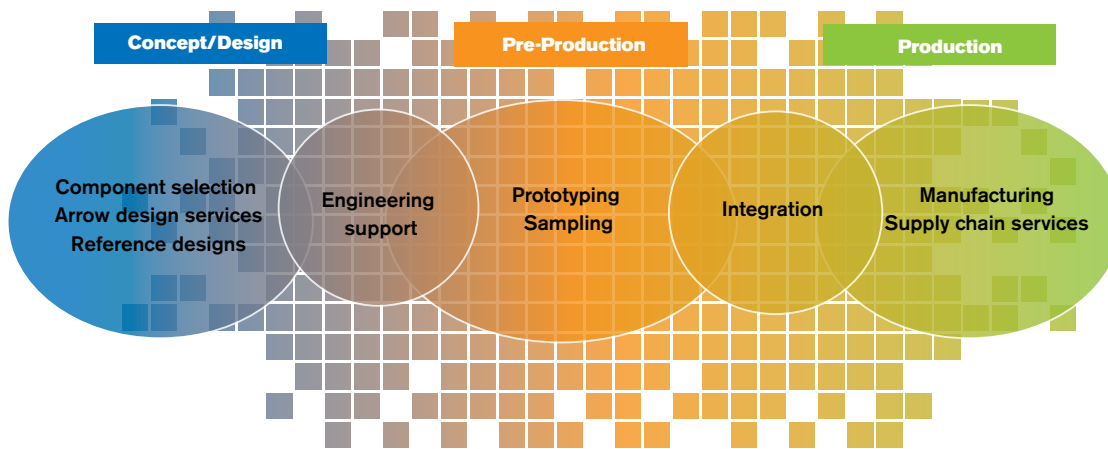 Concept/Design
Pre-Production
Production
Component selection
Arrow design services
Reference designs
Engineering
support
Prototyping
Sampling
Integration
Manufacturing
Supply chain services